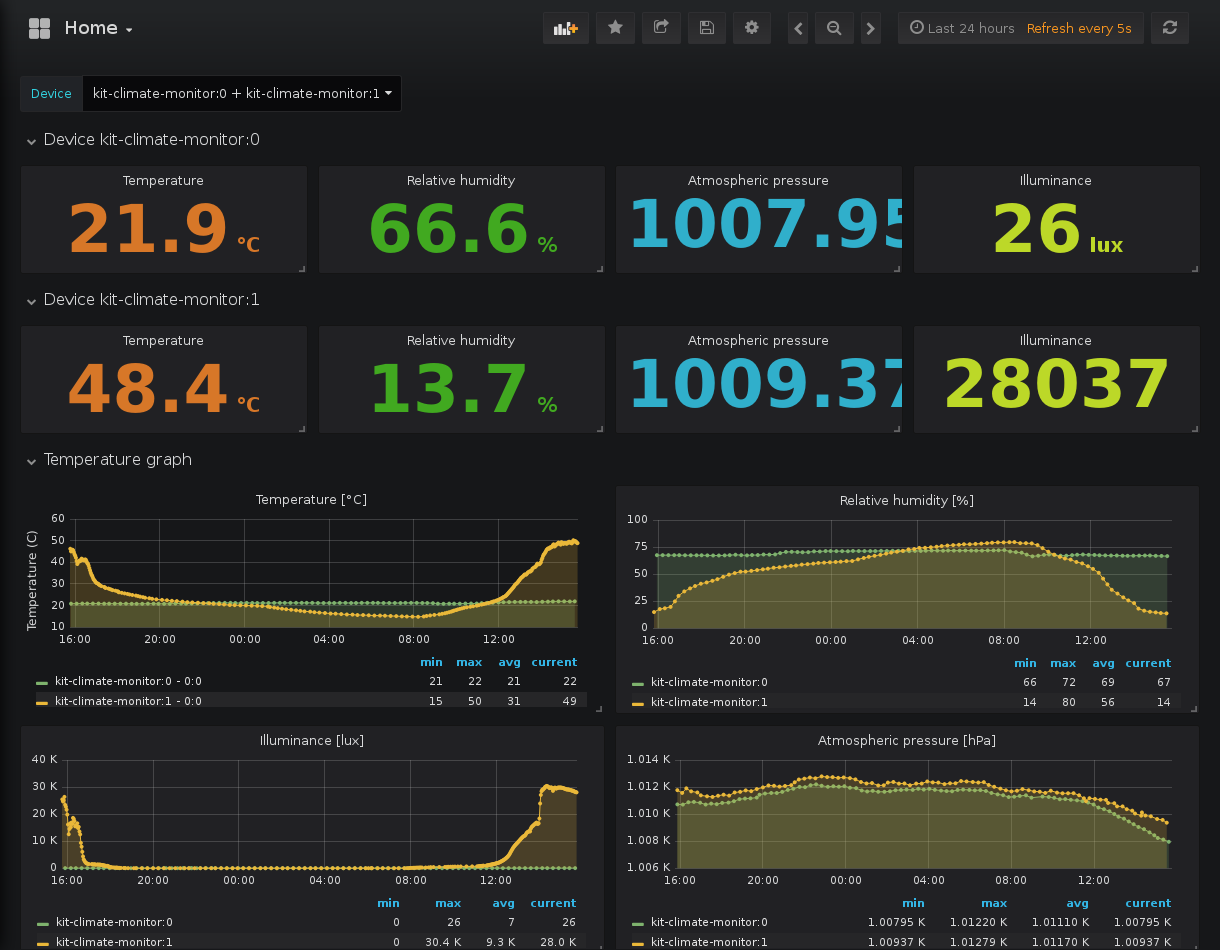 Home
Last 24 hours Refresh every 5s
Device kit-climate-monitor:0 + kit-climate-monitor:1
Device kit-climate-monitor:0
Temperature Relative humidity Atmospheric pressure Illuminance
21.9 °C 66.6 % 1007.95 26 lux
Device kit-climate-monitor:1
Temperature Relative humidity Atmospheric pressure Illuminance
48.4 °C 13.7 % 1009.37 28037
Temperature graph
Temperature [°C]
Temperature (C)
60
50
40
30
20
10
16:00 20:00 00:00 04:00 08:00 12:00
min max avg current
kit-climate-monitor:0 - 0:0 21 22 21 22
kit-climate-monitor:1 - 0:0 15 50 31 49
Relative humidity [%]
100
75
50
25
0
16:00 20:00 00:00 04:00 08:00 12:00
min max avg current
kit-climate-monitor:0 66 72 69 67
kit-climate-monitor:1 14 80 56 14
Illuminance [lux]
40 K
30 K
20 K
10 K
0
16:00 20:00 00:00 04:00 08:00 12:00
min max avg current
kit-climate-monitor:0 0 26 7 26
kit-climate-monitor:1 0 30.4 K 9.3 K 28.0 K
Atmospheric pressure [hPa]
1.014 K
1.012 K
1.010 K
1.008 K
1.006 K
16:00 20:00 00:00 04:00 08:00 12:00
min max avg current
kit-climate-monitor:0 1.00795 K 1.01220 K 1.01110 K 1.00795 K
kit-climate-monitor:1 1.00937 K 1.01279 K 1.01170 K 1.00937 K